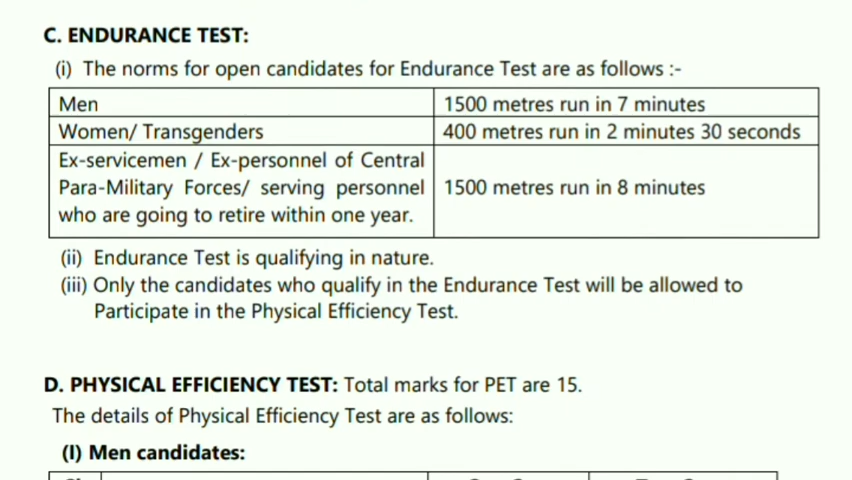 C. ENDURANCE TEST:
(i) The norms for open candidates for Endurance Test are as follows :-
Men 1500 metres run in 7 minutes
Women/ Transgenders 400 metres run in 2 minutes 30 seconds
Ex-servicemen / Ex-personnel of Central
Para-Military Forces/ serving personnel 1500 metres run in 8 minutes
who are going to retire within one year.
(ii) Endurance Test is qualifying in nature.
(iii) Only the candidates who qualify in the Endurance Test will be allowed to
Participate in the Physical Efficiency Test.
D. PHYSICAL EFFICIENCY TEST: Total marks for PET are 15.
The details of Physical Efficiency Test are as follows:
(I) Men candidates: